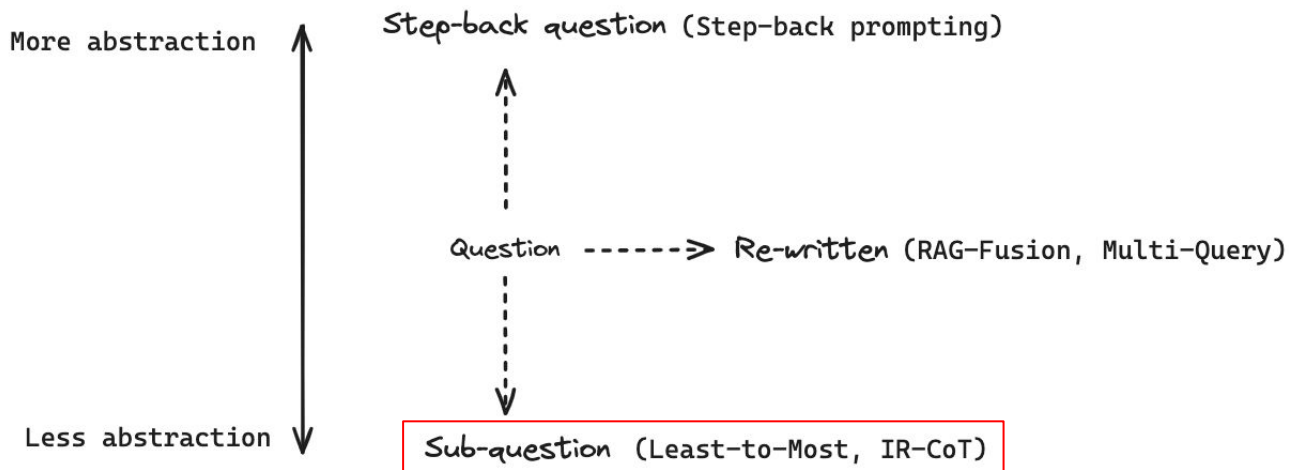 More abstraction
Step-back question (Step-back prompting)
Question
Re-written (RAG-Fusion, Multi-Query)
Less abstraction
Sub-question (Least-to-Most, IR-CoT)